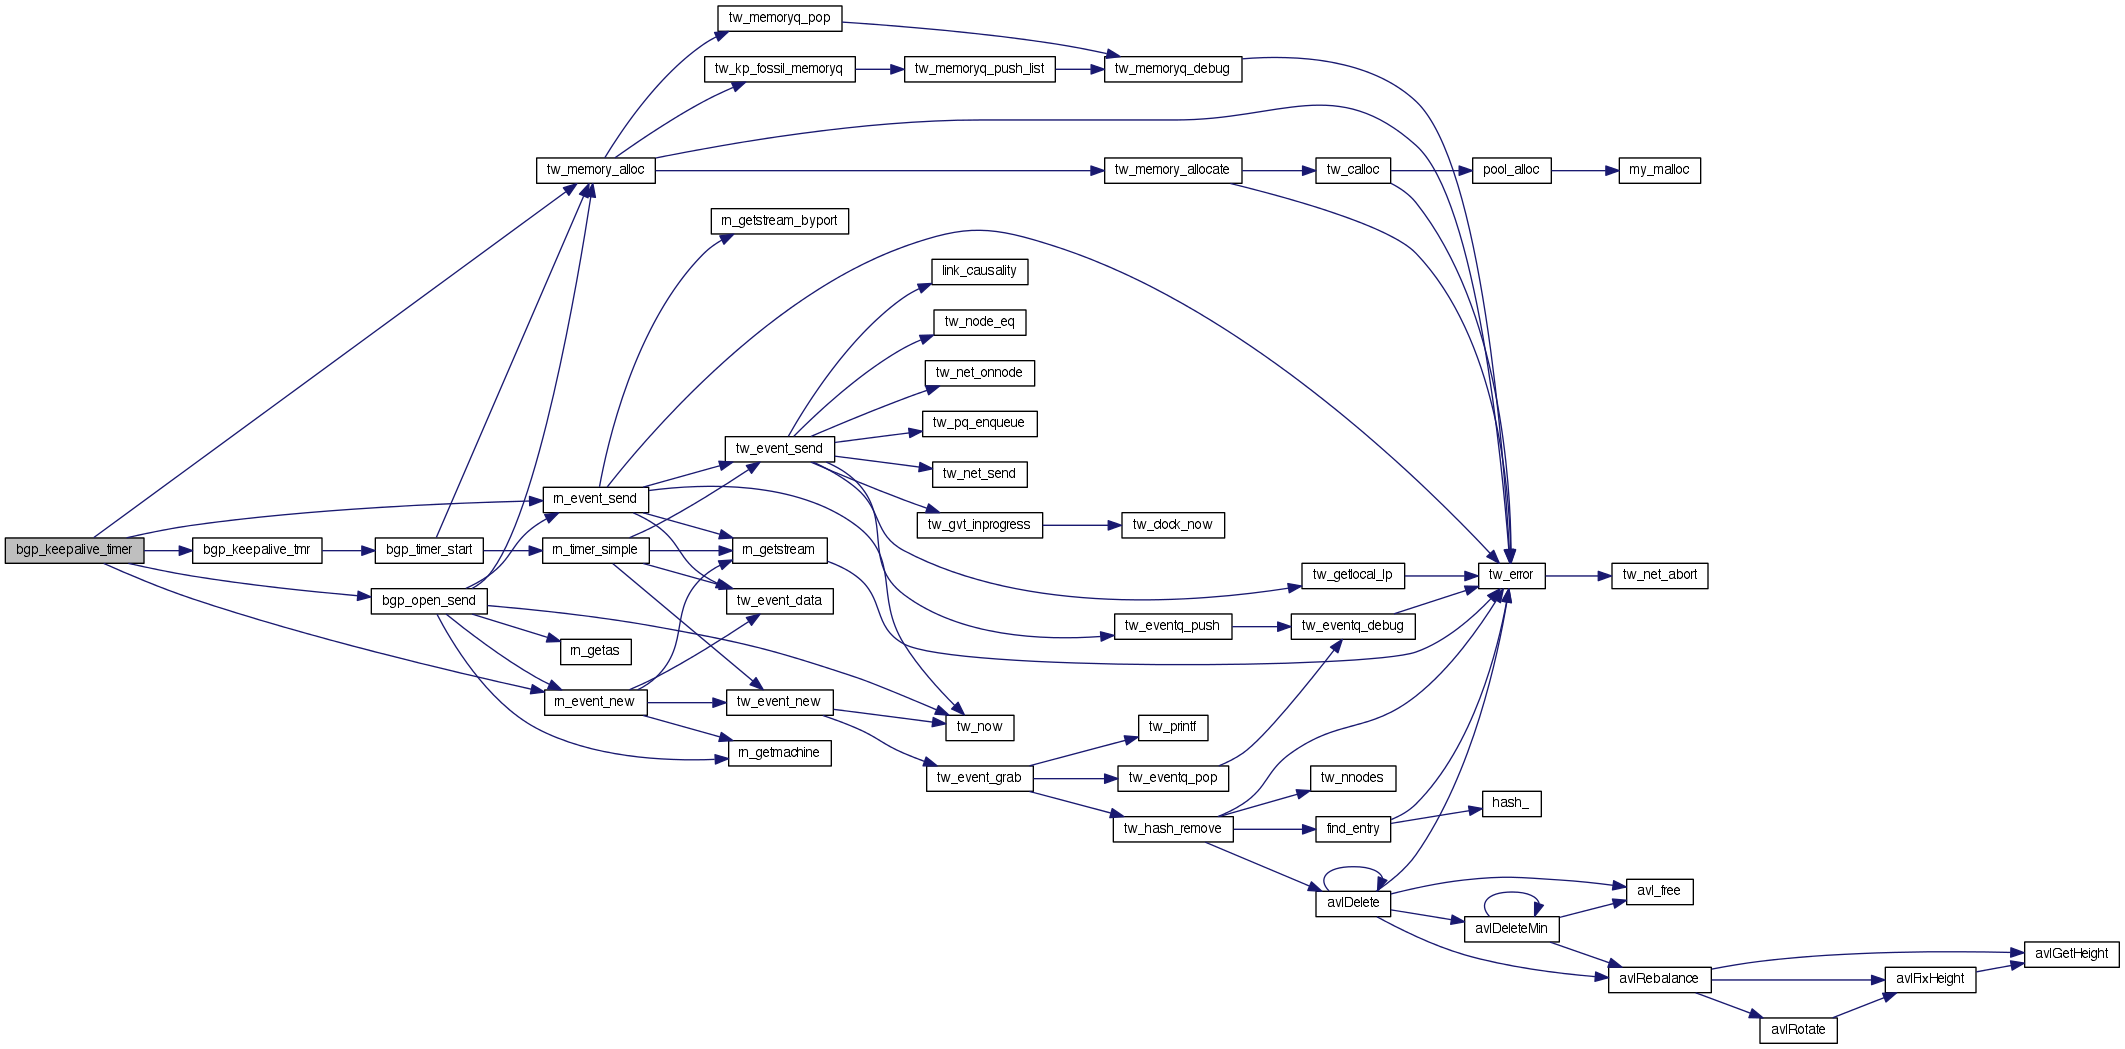 tw_memoryq_pop
tw_kp_fossil_memoryq
tw_memoryq_push_list
tw_memoryq_debug
tw_memory_alloc
tw_memory_allocate
tw_calloc
pool_alloc
my_malloc
rn_getstream_byport
link_causality
tw_node_eq
tw_net_onnode
tw_pq_enqueue
tw_event_send
tw_net_send
rn_event_send
tw_gvt_inprogress
tw_clock_now
bgp_keepalive_timer
bgp_keepalive_tmr
bgp_timer_start
rn_timer_simple
rn_getstream
tw_getlocal_lp
tw_error
tw_net_abort
bgp_open_send
tw_event_data
tw_eventq_push
tw_eventq_debug
rn_getas
rn_event_new
tw_event_new
tw_now
tw_printf
rn_getmachine
tw_event_grab
tw_eventq_pop
tw_nnodes
hash_
tw_hash_remove
find_entry
avl_free
avlDelete
avlDeleteMin
avlGetHeight
avlRebalance
avlFixHeight
avlRotate